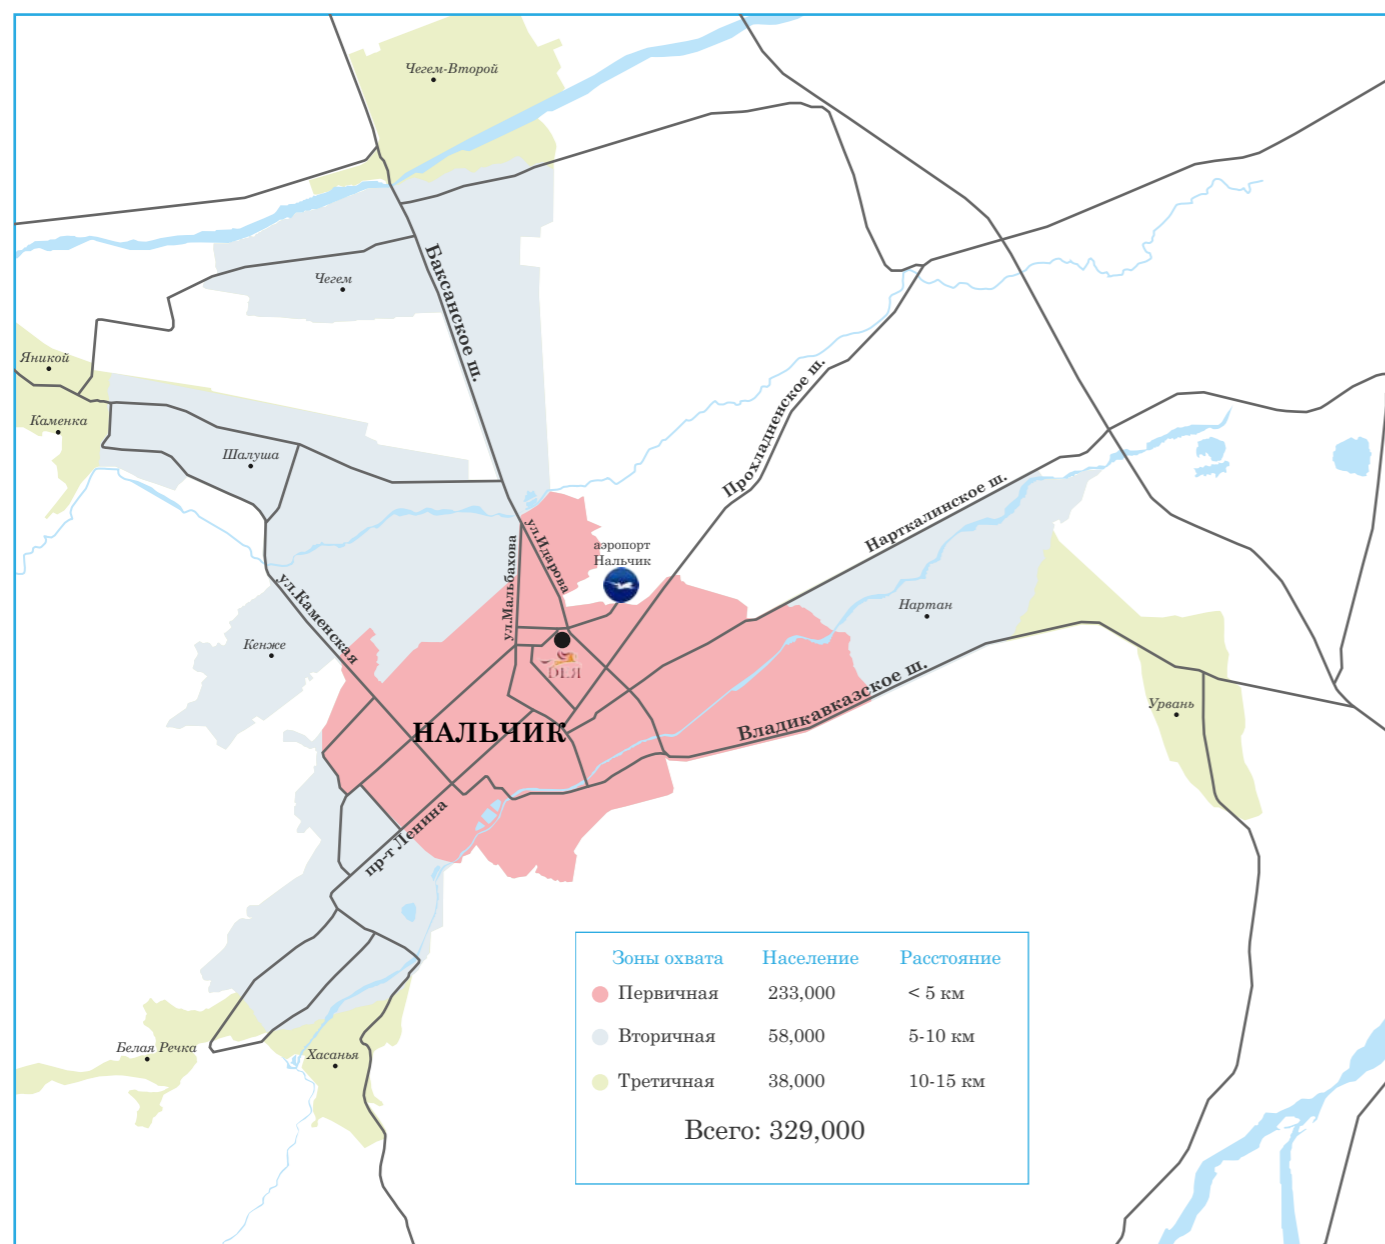 Чегем-Второй
Чегем
Баксанское ш.
Яникой
Каменка
Шалуша
Прохладненское ш.
Нарткалинское ш.
ул.Идарова
ул.Мальбахова
аэропорт
Нальчик
ул.Каменская
Нартан
Кенже
ДЕЯ
Владикавказское ш.
Урвань
НАЛЬЧИК
пр-т Ленина
Зоны охвата Население Расстояние
Первичная 233,000 < 5 км
Вторичная 58,000 5-10 км
Третичная 38,000 10-15 км
Всего: 329,000
Белая Речка
Хасанья